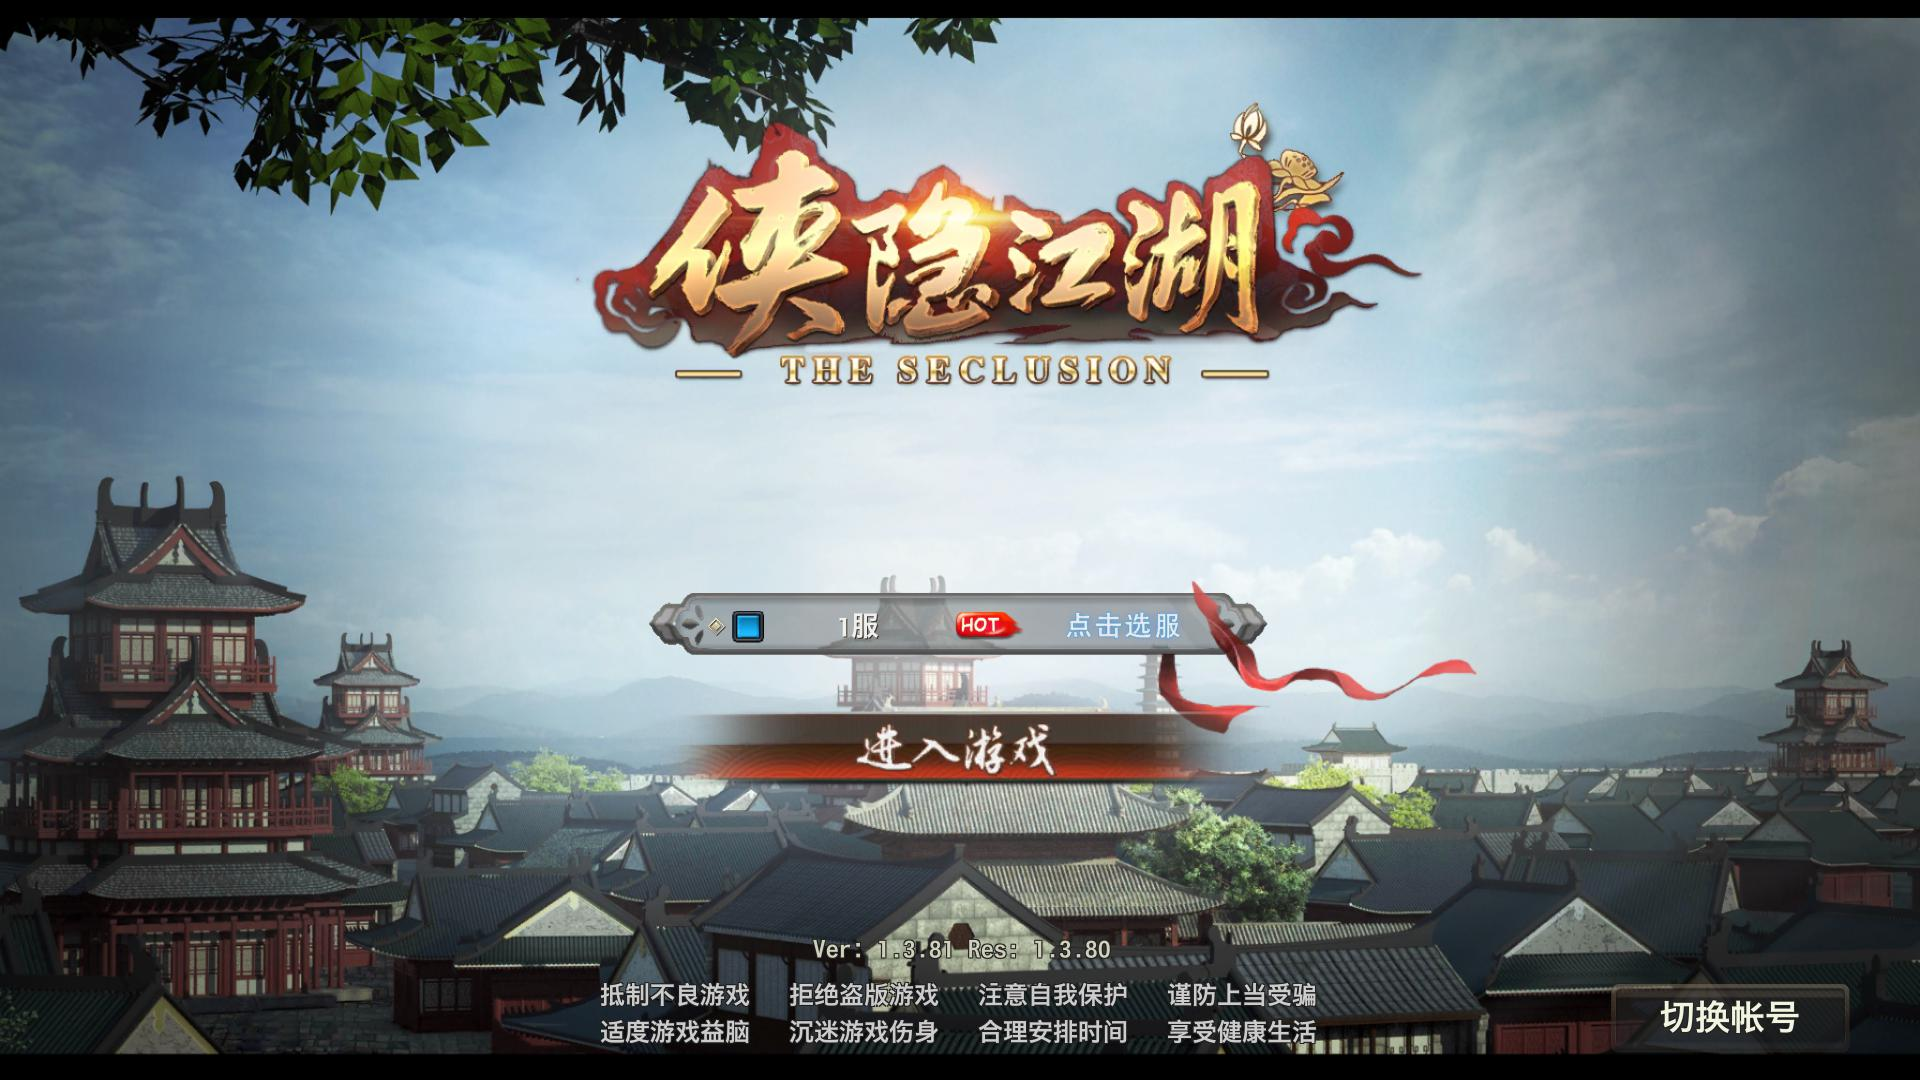 侠隐江湖
THE SECLUSION
1服 HOT 点击选服
进入游戏
Ver: 1.3.81 Res: 1.3.80
抵制不良游戏 拒绝盗版游戏 注意自我保护 谨防上当受骗
适度游戏益脑 沉迷游戏伤身 合理安排时间 享受健康生活
切换帐号